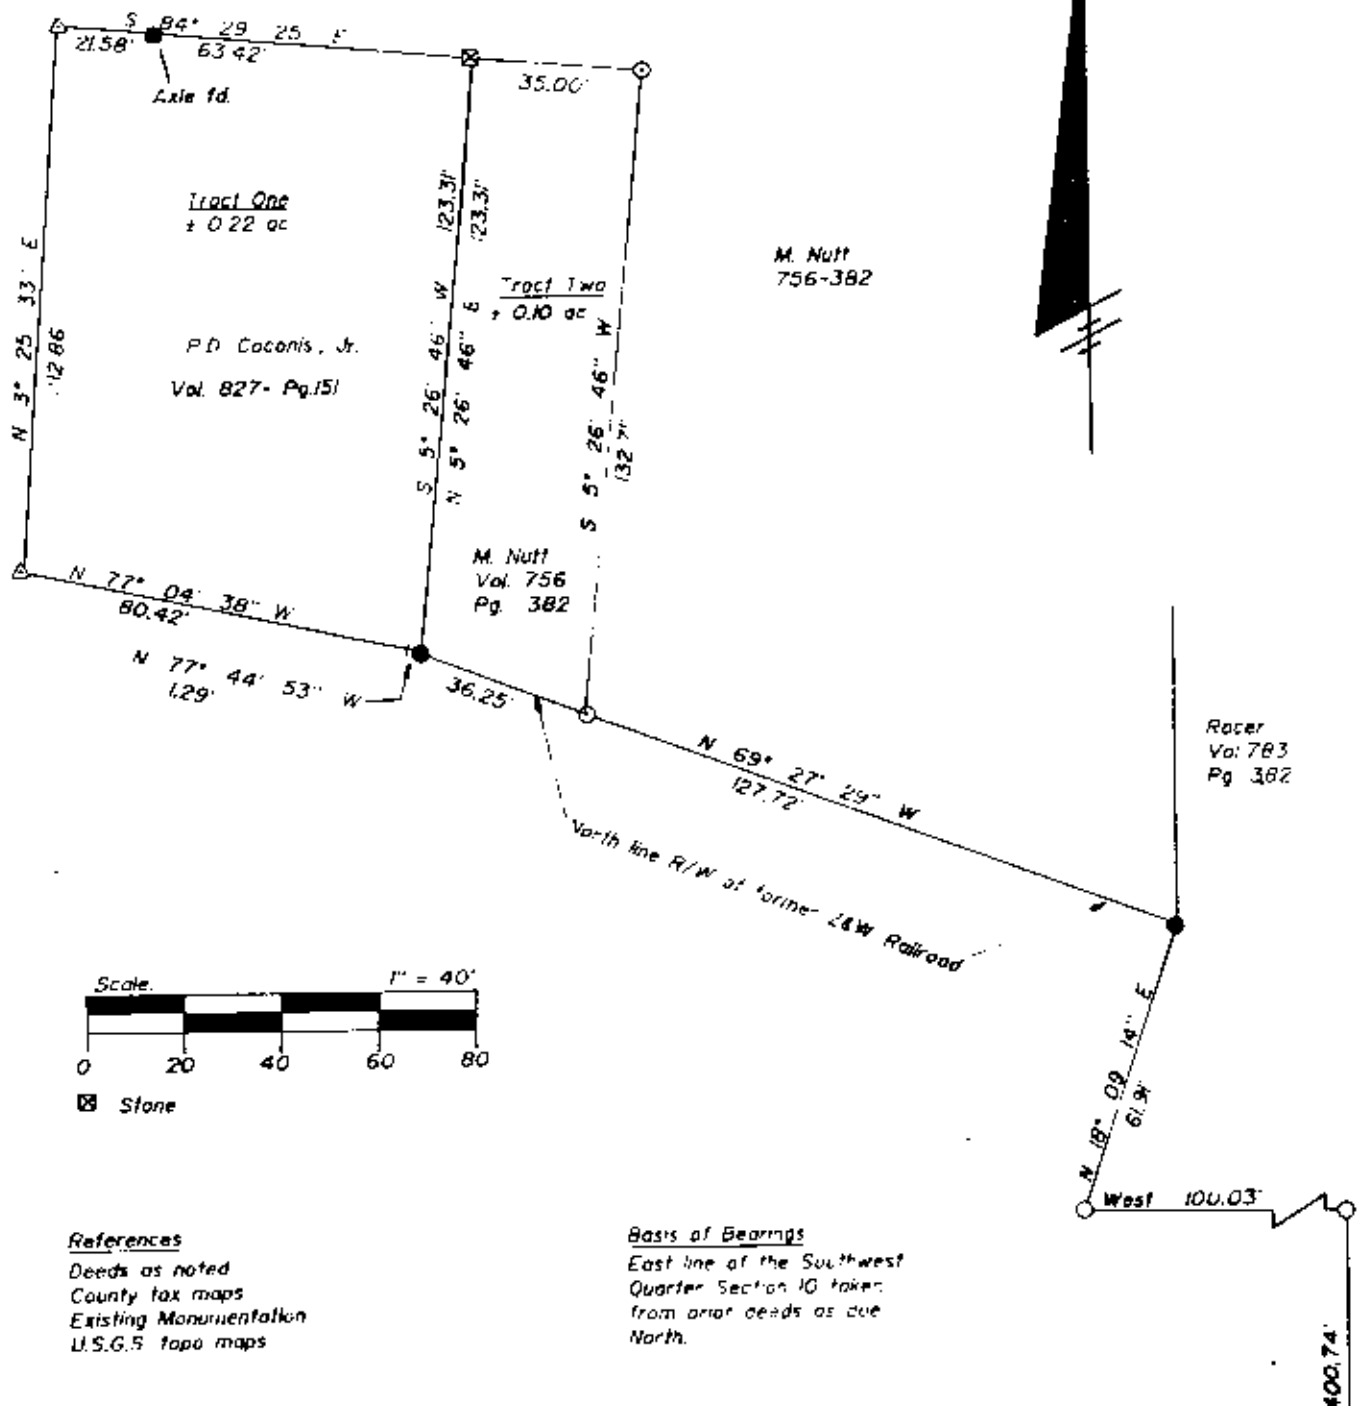 S 84° 29 25 E
21.58'
63.42'
35.00'
Axle fd.
Tract One
± 0.22 ac
123.31'
123.31'
M. Nutt
756-382
Tract Two
± 0.10 ac
N 3° 25 33' E
112.86
P.D. Coconis, Jr.
Vol. 827- Pg.151
S 5° 26' 46" W
N 5° 26' 46" E
S 5° 26' 46" W
132.71'
M. Nutt
Vol. 756
Pg. 382
N 77° 04' 38" W
80.42'
N 77° 44' 53" W
1.29'
36.25'
N 69° 27' 29" W
127.72'
Racer
Vol 783
Pg 382
North line R/W of former Z&W Railroad
Scale.
1" = 40'
0 20 40 60 80
Stone
N 18° 09 14" E
61.91'
West 100.03'
References
Deeds as noted
County tax maps
Existing Monumentation
U.S.G.S topo maps
Basis of Bearings
East line of the Southwest
Quarter Section 10 taken
from prior deeds as due
North.
400.74'